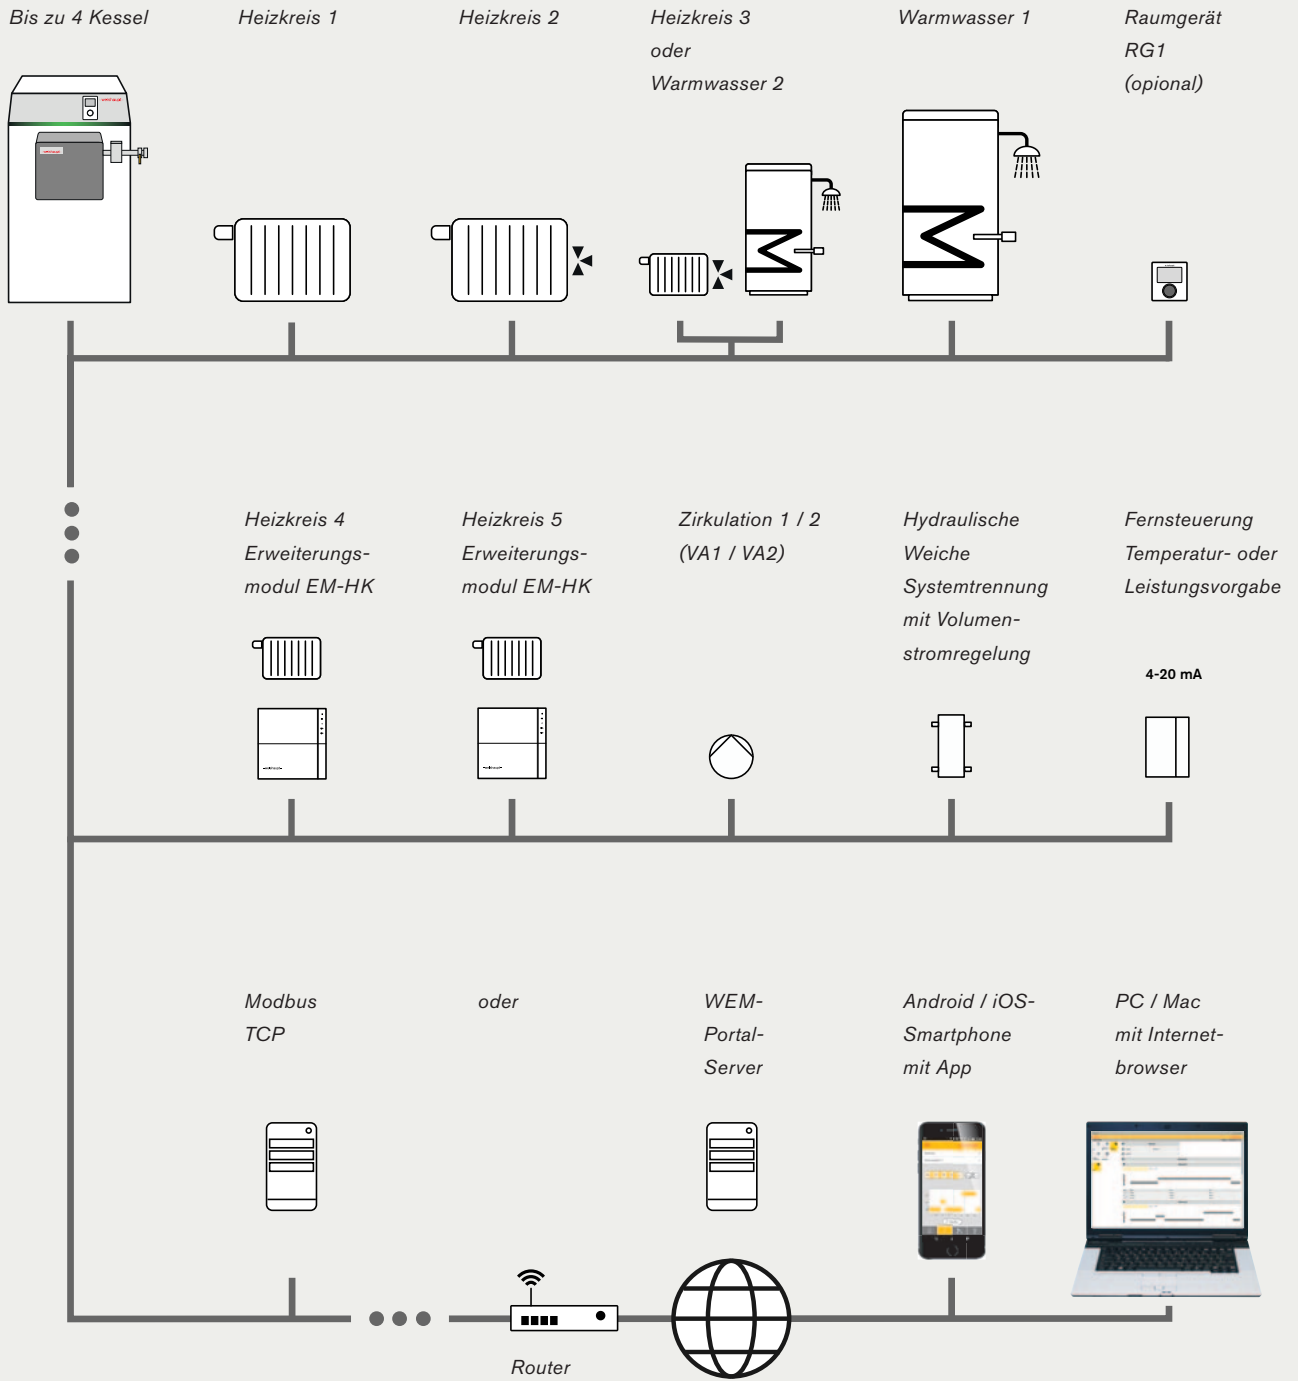 Bis zu 4 Kessel
Heizkreis 1
Heizkreis 2
Heizkreis 3
oder
Warmwasser 2
Warmwasser 1
Raumgerät
RG1
(opional)
Heizkreis 4
Erweiterungs-
modul EM-HK
Heizkreis 5
Erweiterungs-
modul EM-HK
Zirkulation 1 / 2
(VA1 / VA2)
Hydraulische
Weiche
Systemtrennung
mit Volumen-
stromregelung
Fernsteuerung
Temperatur- oder
Leistungsvorgabe
4-20 mA
Modbus
TCP
oder
WEM-
Portal-
Server
Android / iOS-
Smartphone
mit App
PC / Mac
mit Internet-
browser
Router